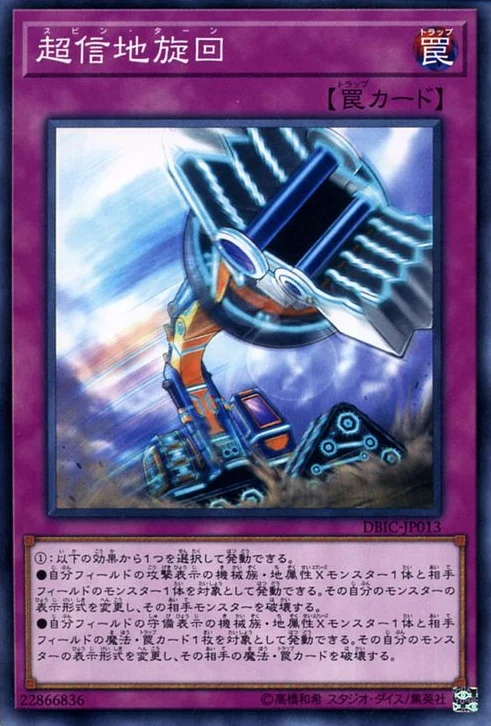 スピン・ターン
超信地旋回
トラップ
罠
トラップ
【罠カード】
DBIC-JP013
①:以下の効果から1つを選択して発動できる。
●自分フィールドの攻撃表示の機械族・地属性Xモンスター1体と相手
フィールドのモンスター1体を対象として発動できる。その自分のモンスターの
表示形式を変更し、その相手モンスターを破壊する。
●自分フィールドの守備表示の機械族・地属性Xモンスター1体と相手
フィールドの魔法・罠カード1枚を対象として発動できる。その自分のモンス
ターの表示形式を変更し、その相手の魔法・罠カードを破壊する。
22866836
©高橋和希 スタジオ・ダイス/集英社